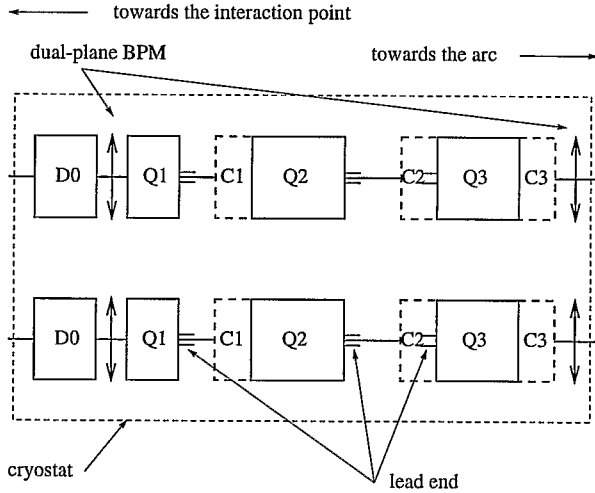 towards the interaction point
dual-plane BPM
towards the arc
D0 Q1 C1 Q2 C2 Q3 C3
D0 Q1 C1 Q2 C2 Q3 C3
cryostat
lead end